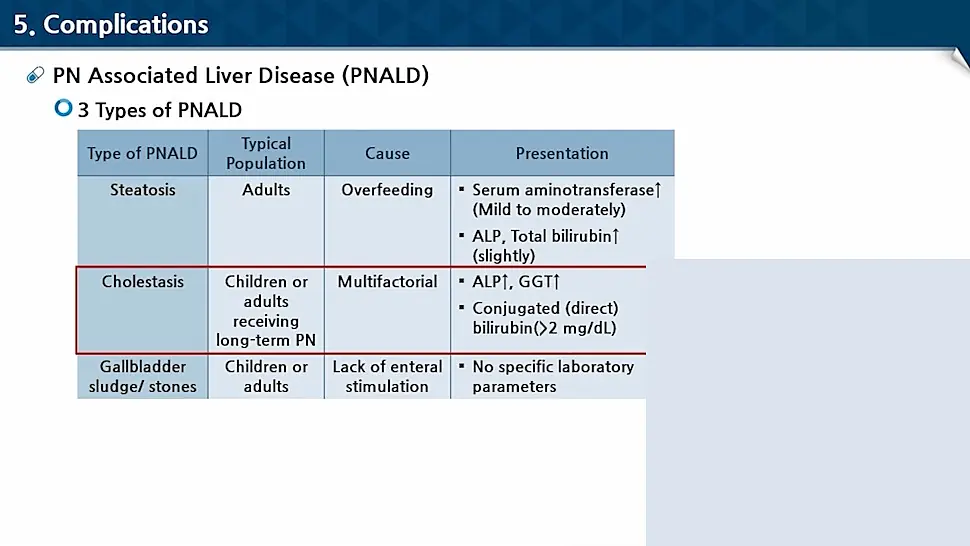 5. Complications
PN Associated Liver Disease (PNALD)
3 Types of PNALD
Type of PNALD
Typical
Population
Cause
Presentation
Steatosis
Adults
Overfeeding
▪ Serum aminotransferase↑
(Mild to moderately)
▪ ALP, Total bilirubin↑
(slightly)
Cholestasis
Children or
adults
receiving
long-term PN
Multifactorial
▪ ALP↑, GGT↑
▪ Conjugated (direct)
bilirubin(>2 mg/dL)
Gallbladder
sludge/ stones
Children or
adults
Lack of enteral
stimulation
▪ No specific laboratory
parameters